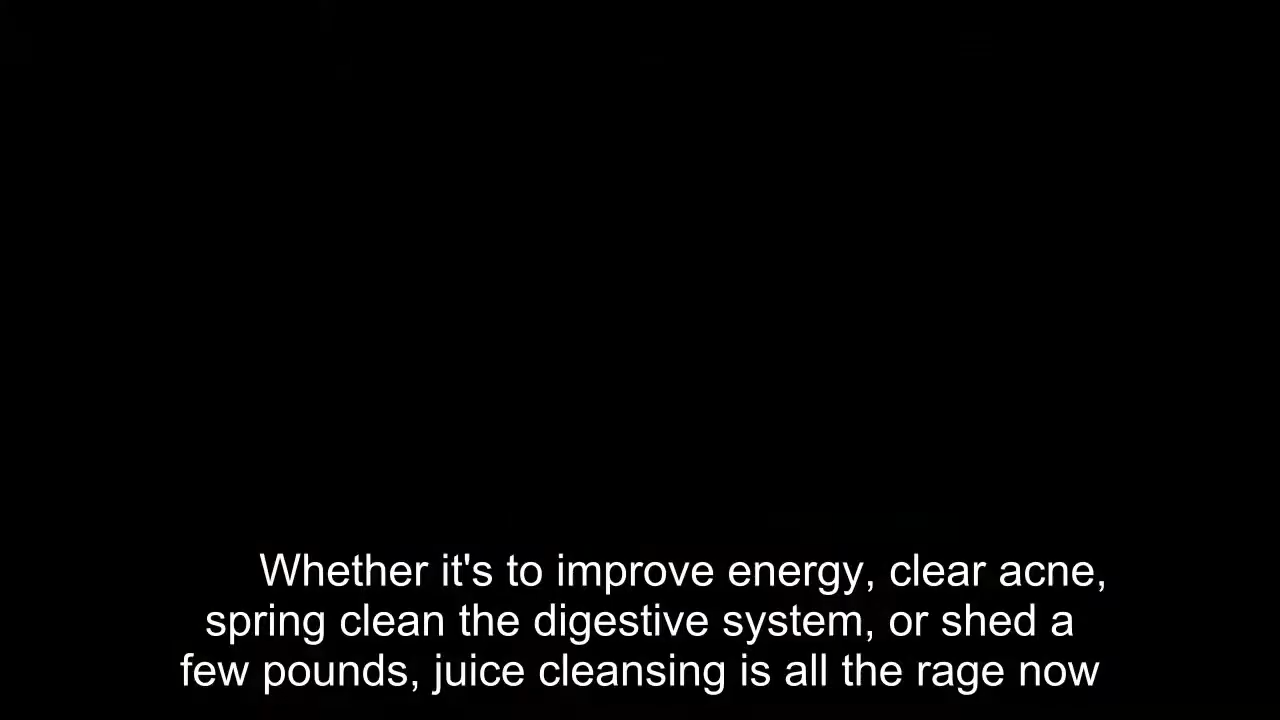 Whether it's to improve energy, clear acne,
spring clean the digestive system, or shed a
few pounds, juice cleansing is all the rage now